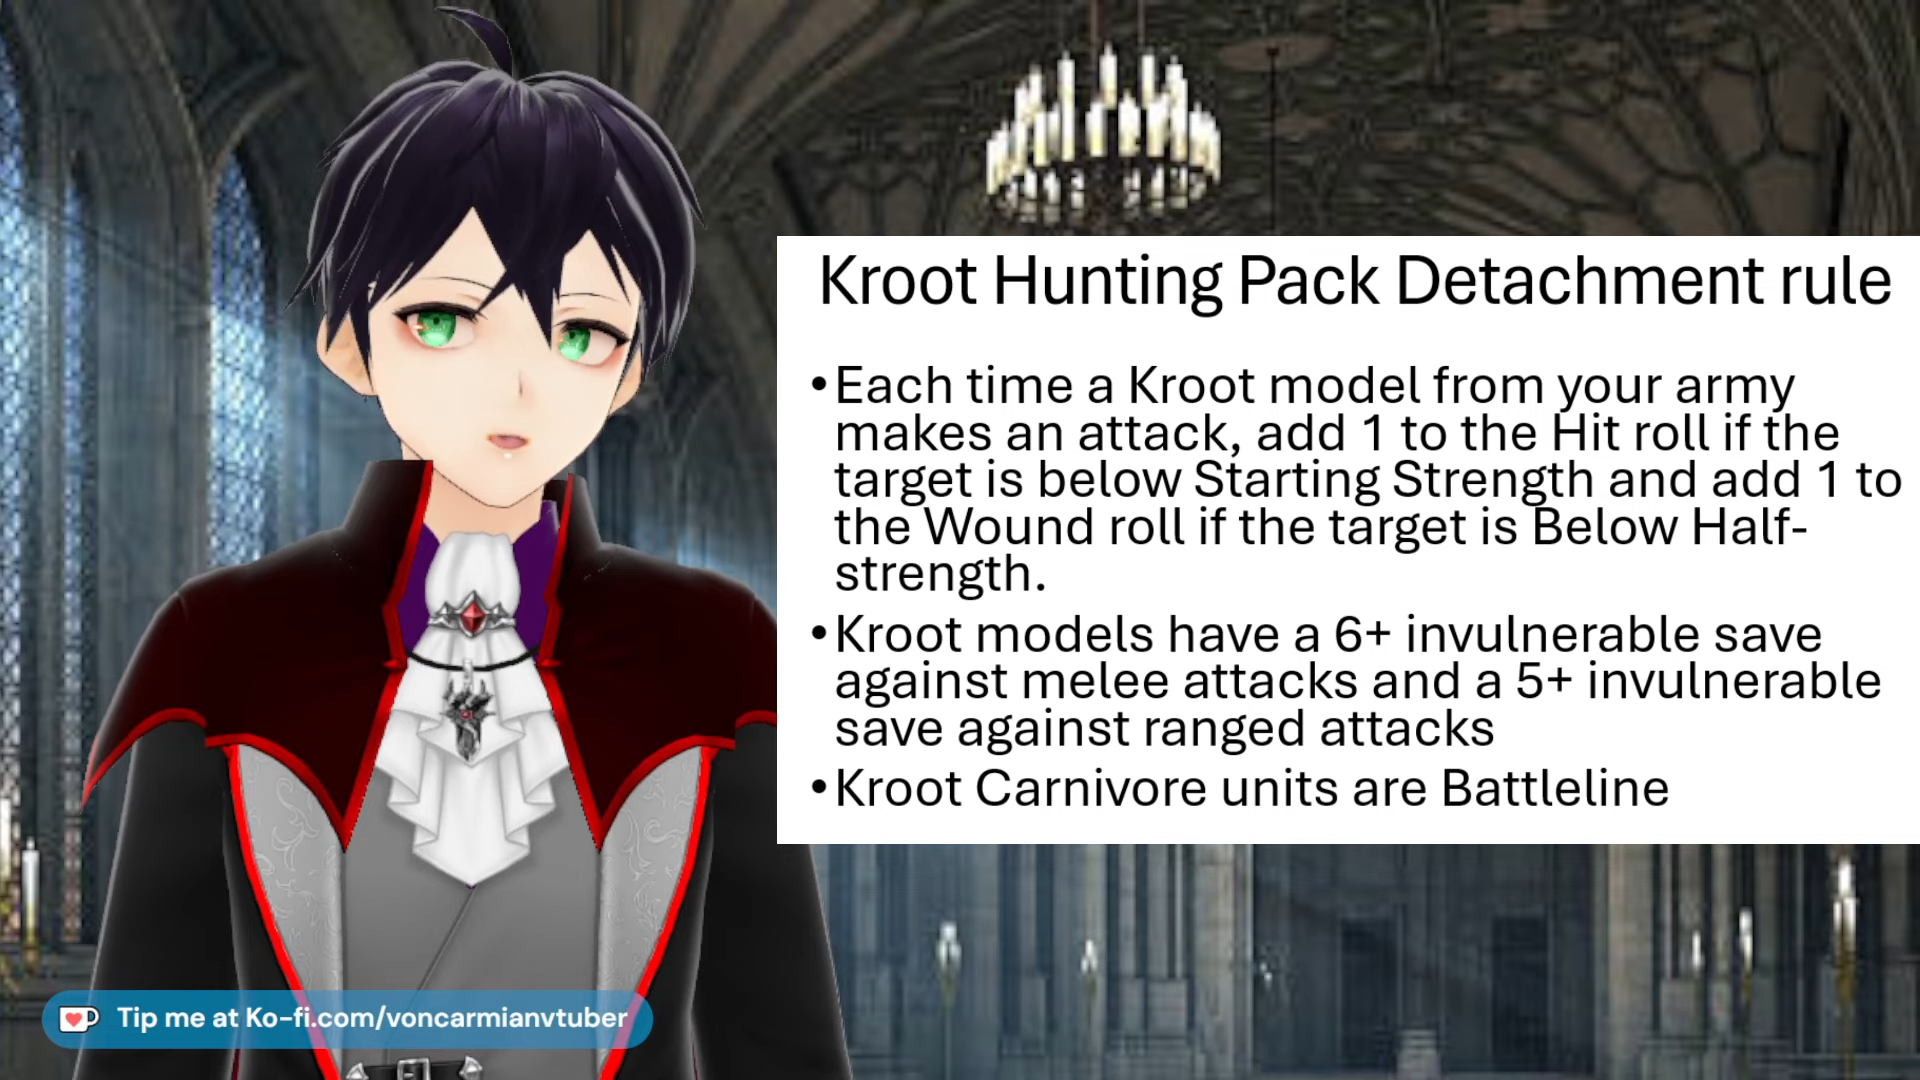 Kroot Hunting Pack Detachment rule
•Each time a Kroot model from your army
makes an attack, add 1 to the Hit roll if the
target is below Starting Strength and add 1 to
the Wound roll if the target is Below Half-
strength.
•Kroot models have a 6+ invulnerable save
against melee attacks and a 5+ invulnerable
save against ranged attacks
•Kroot Carnivore units are Battleline
Tip me at Ko-fi.com/voncarmianvtuber